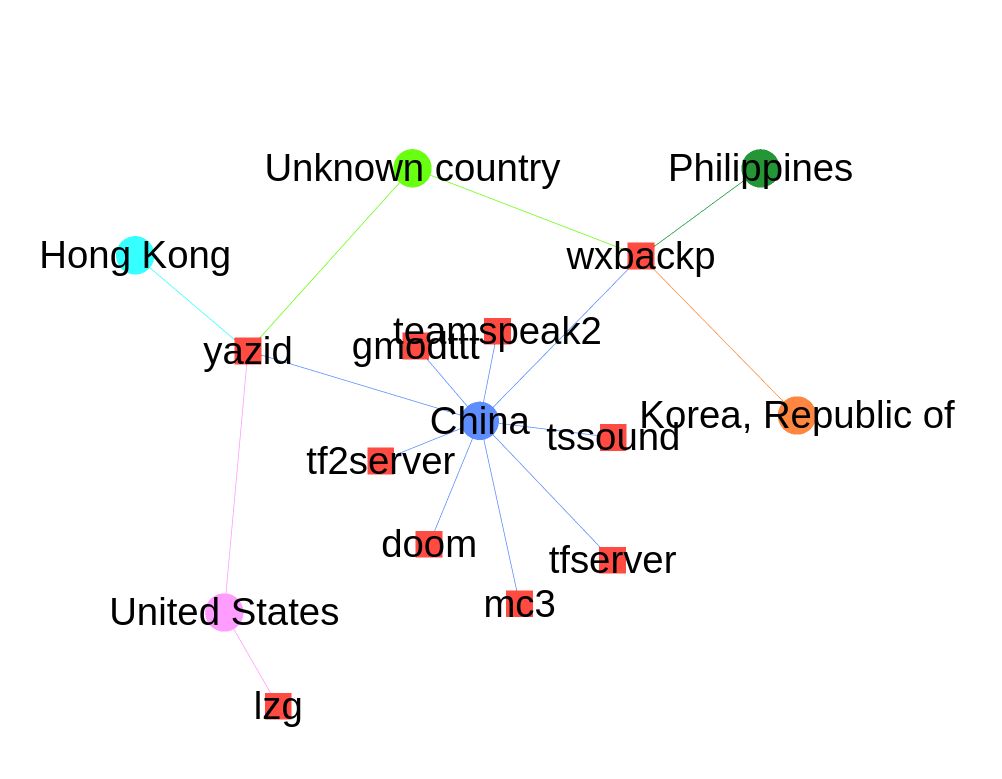 Unknown country
Philippines
Hong Kong
wxbackp
teamspeak2
yazid
gmodttt
China
Korea, Republic of
tssound
tf2server
doom
tfserver
mc3
United States
lzg